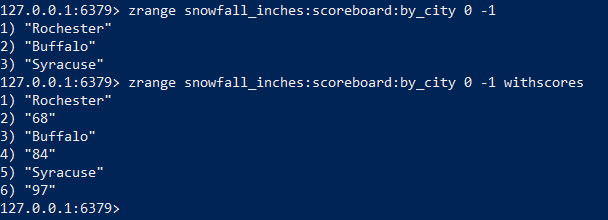 127.0.0.1:6379> zrange snowfall_inches:scoreboard:by_city 0 -1
1) "Rochester"
2) "Buffalo"
3) "Syracuse"
127.0.0.1:6379> zrange snowfall_inches:scoreboard:by_city 0 -1 withscores
1) "Rochester"
2) "68"
3) "Buffalo"
4) "84"
5) "Syracuse"
6) "97"
127.0.0.1:6379>